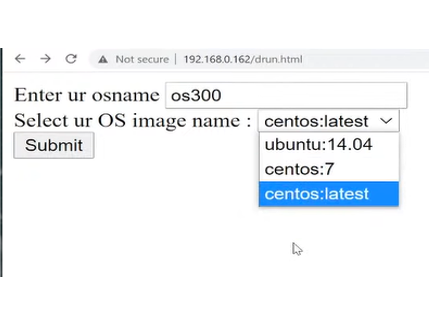 Not secure | 192.168.0.162/drun.html
Enter ur osname os300
Select ur OS image name : centos:latest
Submit
ubuntu:14.04
centos:7
centos:latest